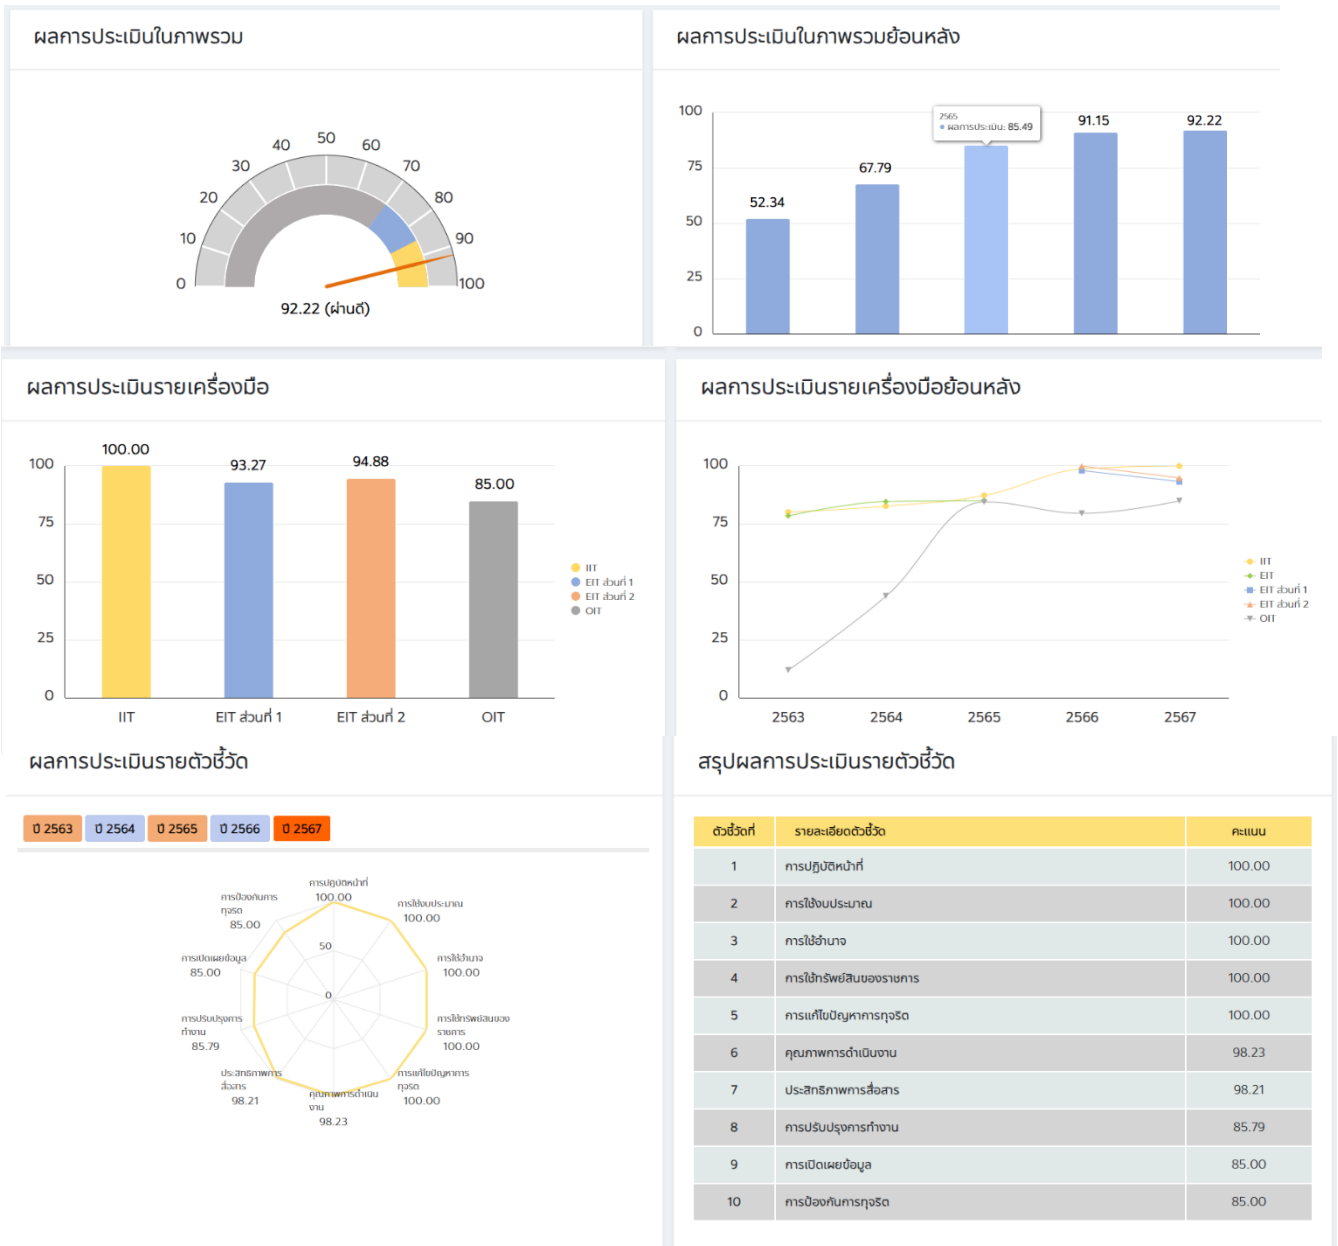 ผลการประเมินในภาพรวม
0
10
20
30
40
50
60
70
80
90
100
92.22 (ผ่านดี)
ผลการประเมินในภาพรวมย้อนหลัง
100
75
50
25
0
52.34
67.79
2565
ผลการประเมิน: 85.49
91.15
92.22
ผลการประเมินรายเครื่องมือ
100
75
50
25
0
100.00
93.27
94.88
85.00
IIT
EIT ส่วนที่ 1
EIT ส่วนที่ 2
OIT
IIT
EIT ส่วนที่ 1
EIT ส่วนที่ 2
OIT
ผลการประเมินรายเครื่องมือย้อนหลัง
100
75
50
25
0
2563
2564
2565
2566
2567
IIT
EIT
EIT ส่วนที่ 1
EIT ส่วนที่ 2
OIT
ผลการประเมินรายตัวชี้วัด
ปี 2563 ปี 2564 ปี 2565 ปี 2566 ปี 2567
การปฏิบัติหน้าที่
100.00
การใช้งบประมาณ
100.00
การใช้อำนาจ
100.00
การใช้ทรัพย์สินของ
ราชการ
100.00
การแก้ไขปัญหาการ
ทุจริต
100.00
คุณภาพการดำเนิน
งาน
98.23
ประสิทธิภาพการ
สื่อสาร
98.21
การปรับปรุงการ
ทำงาน
85.79
การเปิดเผยข้อมูล
85.00
การป้องกันการ
ทุจริต
85.00
50
0
สรุปผลการประเมินรายตัวชี้วัด
ตัวชี้วัดที่ รายละเอียดตัวชี้วัด คะแนน
1 การปฏิบัติหน้าที่ 100.00
2 การใช้งบประมาณ 100.00
3 การใช้อำนาจ 100.00
4 การใช้ทรัพย์สินของราชการ 100.00
5 การแก้ไขปัญหาการทุจริต 100.00
6 คุณภาพการดำเนินงาน 98.23
7 ประสิทธิภาพการสื่อสาร 98.21
8 การปรับปรุงการทำงาน 85.79
9 การเปิดเผยข้อมูล 85.00
10 การป้องกันการทุจริต 85.00